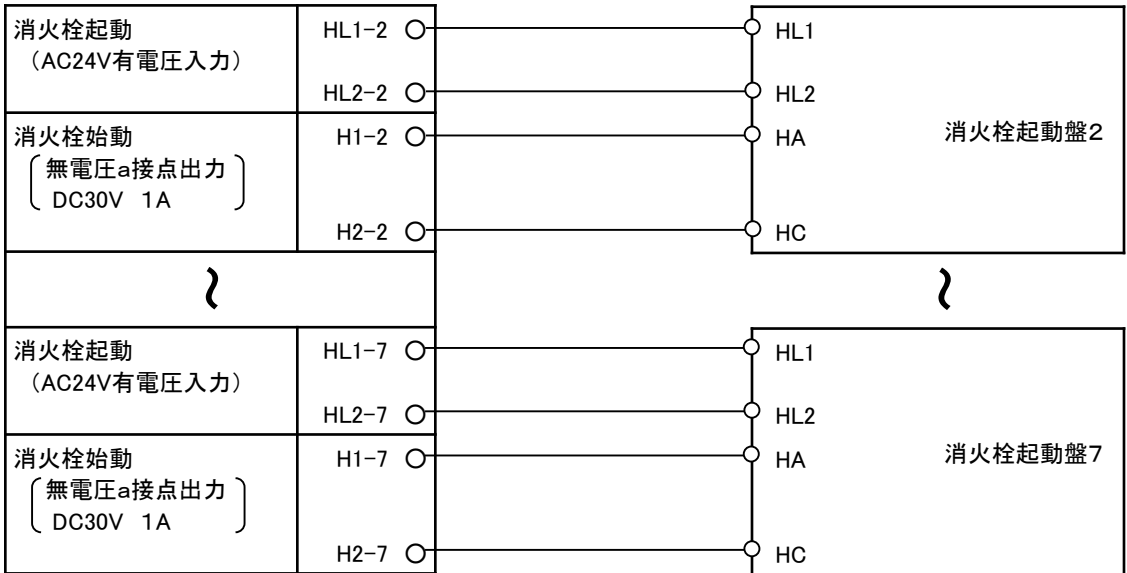 消火栓起動
（AC24V有電圧入力）
HL1-2
HL2-2
HL1
HL2
消火栓始動
無電圧a接点出力
DC30V 1A
H1-2
H2-2
HA
HC
消火栓起動盤２
～
～
消火栓起動
（AC24V有電圧入力）
HL1-7
HL2-7
HL1
HL2
消火栓始動
無電圧a接点出力
DC30V 1A
H1-7
H2-7
HA
HC
消火栓起動盤７